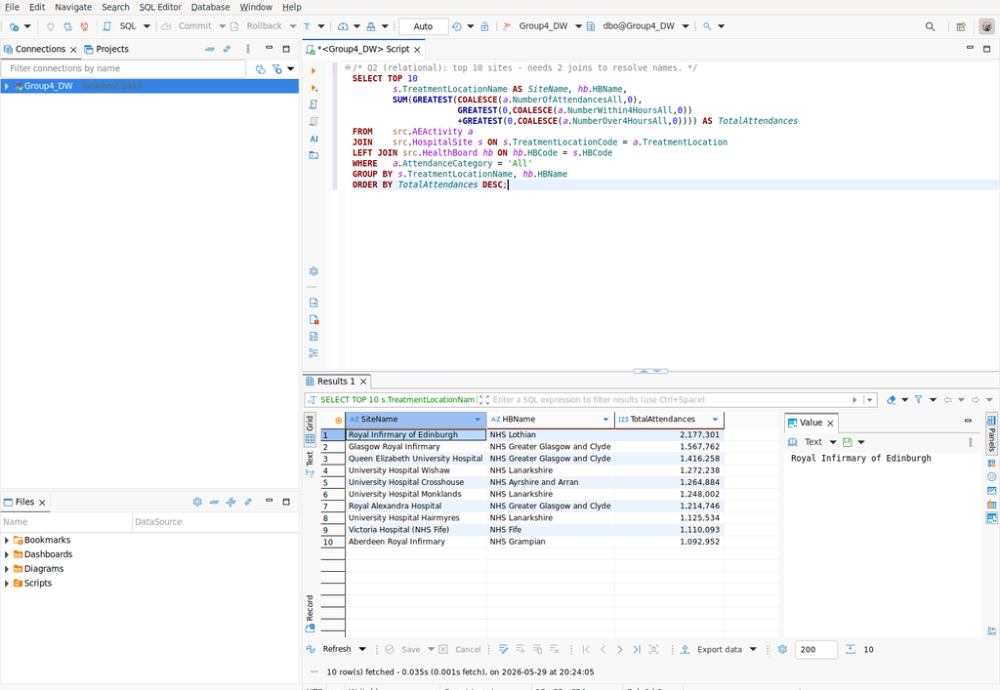 File Edit Navigate Search SQL Editor Database Window Help
SQL Commit Rollback T Auto Group4_DW dbo@Group4_DW
Connections Projects
Filter connections by name
Group4_DW localhost:2433
*<Group4_DW> Script
/* Q2 (relational): top 10 sites - needs 2 joins to resolve names. */
SELECT TOP 10
s.TreatmentLocationName AS SiteName, hb.HBName,
SUM(GREATEST(COALESCE(a.NumberOfAttendancesAll,0),
GREATEST(0,COALESCE(a.NumberWithin4HoursAll,0))
+GREATEST(0,COALESCE(a.NumberOver4HoursAll,0)))) AS TotalAttendances
FROM src.AEActivity a
JOIN src.HospitalSite s ON s.TreatmentLocationCode = a.TreatmentLocation
LEFT JOIN src.HealthBoard hb ON hb.HBCode = s.HBCode
WHERE a.AttendanceCategory = 'All'
GROUP BY s.TreatmentLocationName, hb.HBName
ORDER BY TotalAttendances DESC;
AI
Files
Name DataSource
Bookmarks
Dashboards
Diagrams
Scripts
Results 1
SELECT TOP 10 s.TreatmentLocationNam Enter a SQL expression to filter results (use Ctrl+Space)
Grid
Text
Record
A-Z SiteName A-Z HBName 123 TotalAttendances
1 Royal Infirmary of Edinburgh NHS Lothian 2,177,301
2 Glasgow Royal Infirmary NHS Greater Glasgow and Clyde 1,567,762
3 Queen Elizabeth University Hospital NHS Greater Glasgow and Clyde 1,416,258
4 University Hospital Wishaw NHS Lanarkshire 1,272,238
5 University Hospital Crosshouse NHS Ayrshire and Arran 1,264,884
6 University Hospital Monklands NHS Lanarkshire 1,248,002
7 Royal Alexandra Hospital NHS Greater Glasgow and Clyde 1,214,746
8 University Hospital Hairmyres NHS Lanarkshire 1,125,534
9 Victoria Hospital (NHS Fife) NHS Fife 1,110,093
10 Aberdeen Royal Infirmary NHS Grampian 1,092,952
Value
Text
Royal Infirmary of Edinburgh
Panels
Refresh Save Cancel Export data 200 10
10 row(s) fetched - 0.035s (0.001s fetch), on 2026-05-29 at 20:24:05